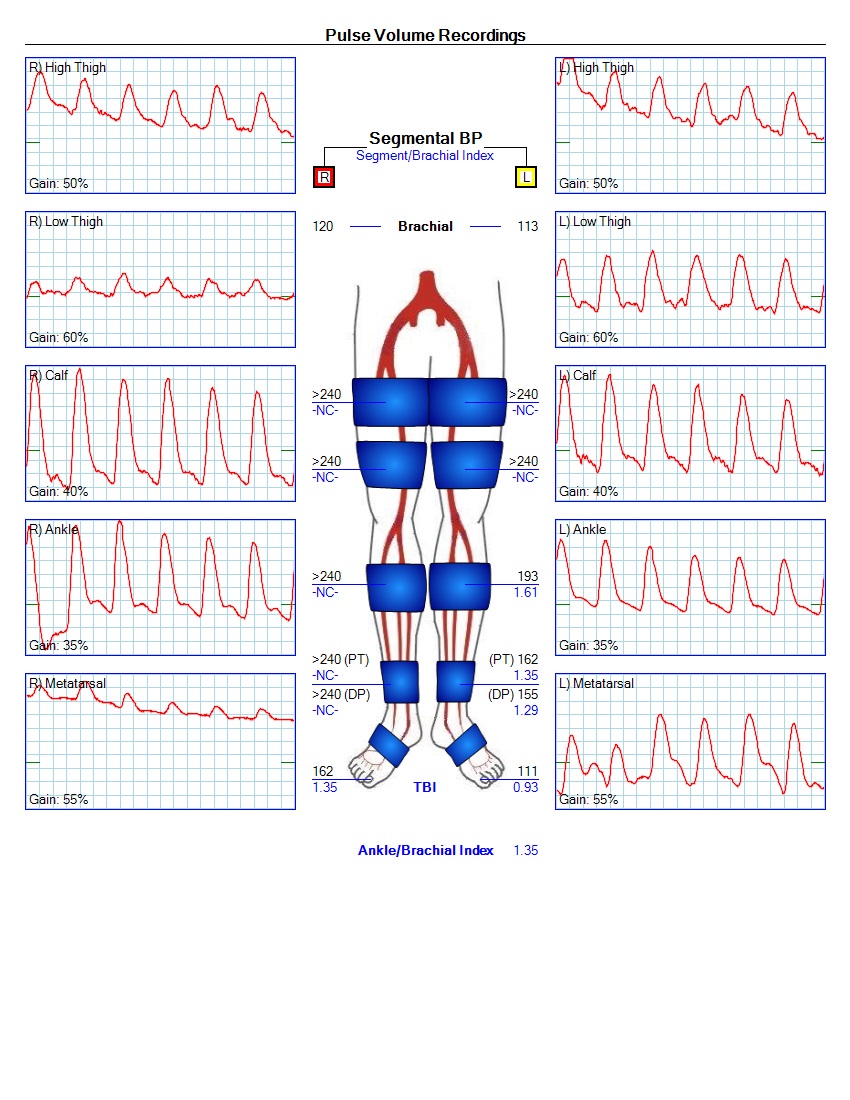 Pulse Volume Recordings
R) High Thigh
Gain: 50%
L) High Thigh
Gain: 50%
Segmental BP
Segment/Brachial Index
R
L
120
Brachial
113
R) Low Thigh
Gain: 60%
L) Low Thigh
Gain: 60%
>240
-NC-
>240
-NC-
R) Calf
Gain: 40%
L) Calf
Gain: 40%
>240
-NC-
>240
-NC-
R) Ankle
Gain: 35%
L) Ankle
Gain: 35%
>240
-NC-
193
1.61
>240 (PT)
-NC-
>240 (DP)
-NC-
(PT) 162
1.35
(DP) 155
1.29
R) Metatarsal
Gain: 55%
L) Metatarsal
Gain: 55%
162
1.35
TBI
111
0.93
Ankle/Brachial Index 1.35